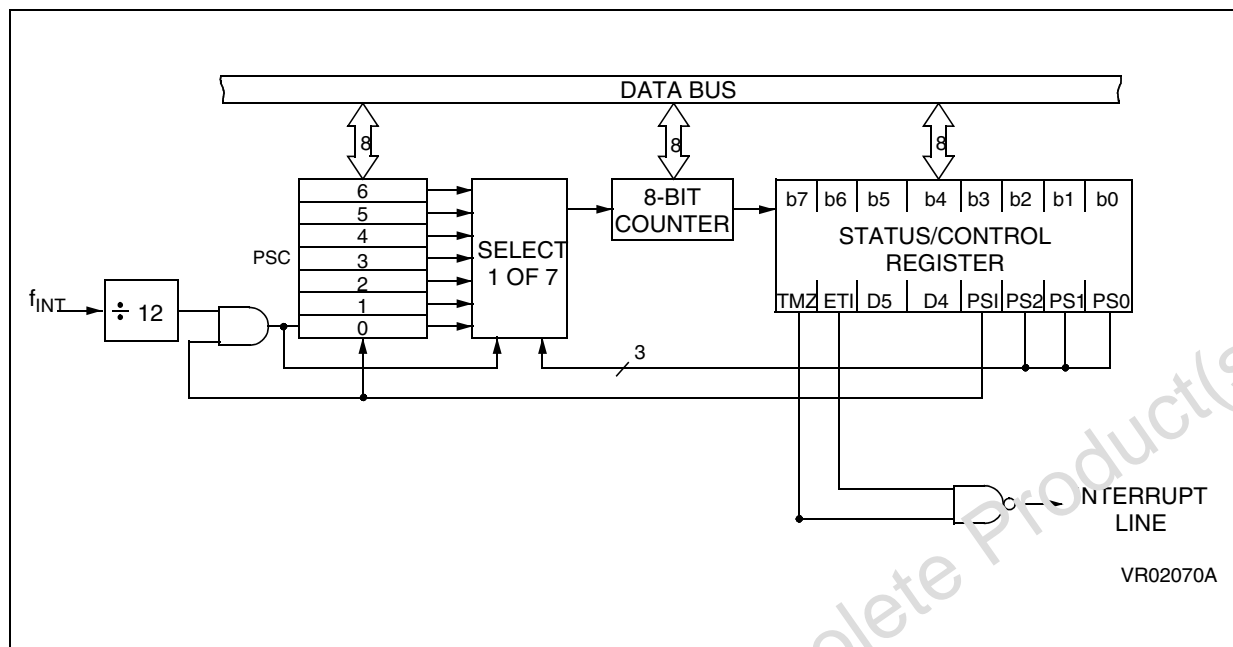 DATA BUS
8
8
8
6
5
4
3
2
1
0
PSC
SELECT
1 OF 7
8-BIT
COUNTER
b7 b6 b5 b4 b3 b2 b1 b0
STATUS/CONTROL
REGISTER
TMZ ETI D5 D4 PSI PS2 PS1 PS0
fINT
÷ 12
3
NTERRUPT
LINE
VR02070A
olete Product(s